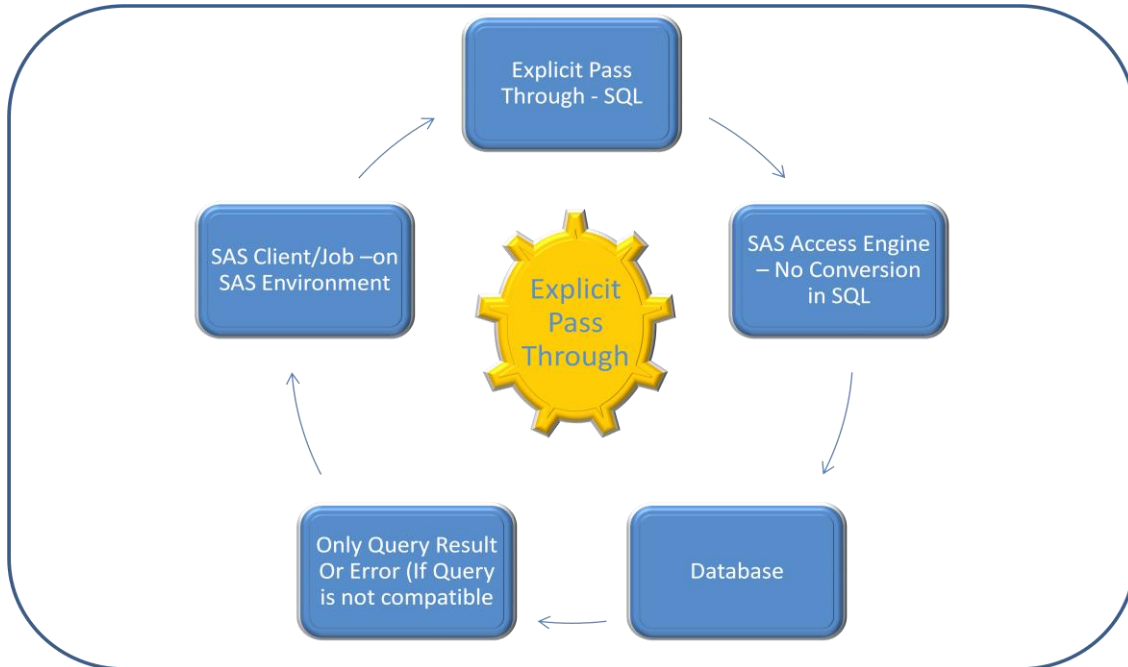 Explicit Pass
Through - SQL
SAS Access Engine
– No Conversion
in SQL
Database
Only Query Result
Or Error (If Query
is not compatible
SAS Client/Job –on
SAS Environment
Explicit
Pass
Through